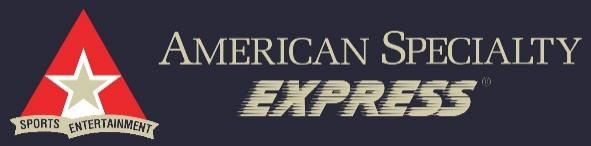 AMERICAN SPECIALTY
EXPRESS®
SPORTS ENTERTAINMENT